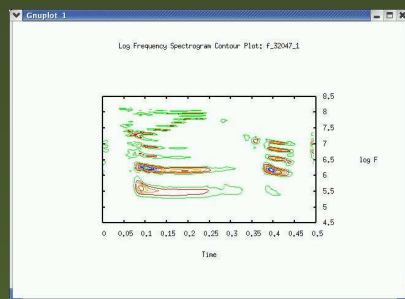 Gnuplot 1
Log Frequency Spectrogram Contour Plot: f_32047_1
8.5
8
7.5
7
6.5
6
5.5
5
4.5
log F
0 0.05 0.1 0.15 0.2 0.25 0.3 0.35 0.4 0.45 0.5
Time